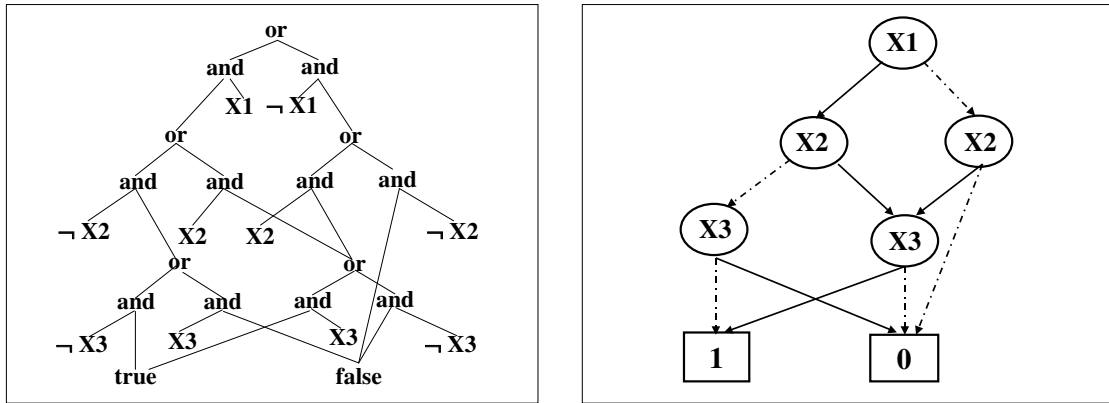 or
and and
X1 ¬ X1
or or
and and and and
¬ X2 X2 X2 ¬ X2
or or
and and and and
¬ X3 X3 X3 ¬ X3
true false
X1
X2 X2
X3 X3
1 0